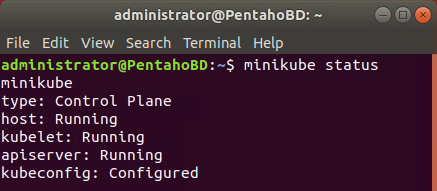 administrator@PentahoBD: ~
File Edit View Search Terminal Help
administrator@PentahoBD:~$ minikube status
minikube
type: Control Plane
host: Running
kubelet: Running
apiserver: Running
kubeconfig: Configured